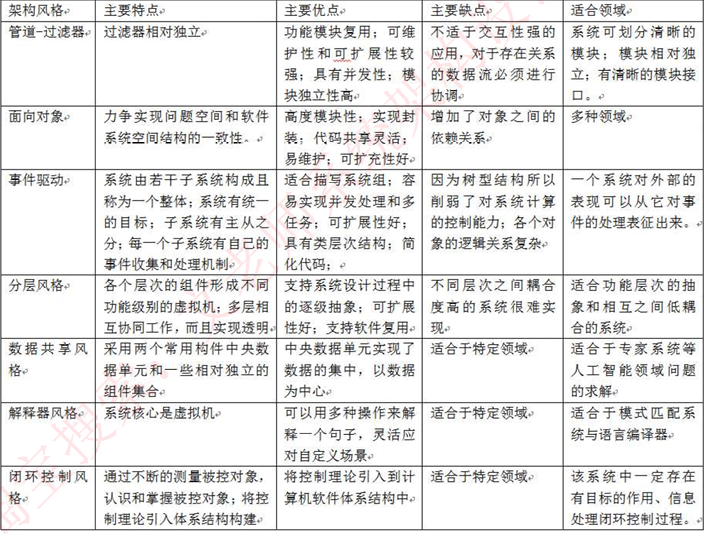 架构风格
主要特点
主要优点
主要缺点
适合领域
管道-过滤器
过滤器相对独立
功能模块复用；可维
护性和可扩展性较
强；具有并发性；模
块独立性高
不适于交互性强的
应用，对于存在关系
的数据流必须进行
协调
系统可划分清晰的
模块；模块相对独
立；有清晰的模块接
口。
面向对象
力争实现问题空间和软件
系统空间结构的一致性。
高度模块性；实现封
装；代码共享灵活；
易维护；可扩充性好
增加了对象之间的
依赖关系
多种领域
事件驱动
系统由若干子系统构成且
称为一个整体；系统有统一
的目标；子系统有主从之
分；每一个子系统有自己的
事件收集和处理机制
适合描写系统组；容
易实现并发处理和多
任务；可扩展性好；
具有类层次结构；简
化代码；
因为树型结构所以
削弱了对系统计算
的控制能力；各个对
象的逻辑关系复杂
一个系统对外部的
表现可以从它对事
件的处理表征出来。
分层风格
各个层次的组件形成不同
功能级别的虚拟机；多层相
互协同工作，而且实现透明
支持系统设计过程中
的逐级抽象；可扩展
性好；支持软件复用
不同层次之间耦合
度高的系统很难实
现
适合功能层次的抽
象和相互之间低耦
合的系统
数据共享风
格
采用两个常用构件中央数
据单元和一些相对独立的
组件集合
中央数据单元实现了
数据的集中，以数据
为中心
适合于特定领域
适合于专家系统等
人工智能领域问题
的求解
解释器风格
系统核心是虚拟机
可以用多种操作来解
释一个句子，灵活应
对自定义场景
适合于特定领域
适合于模式匹配系
统与语言编译器
闭环控制风
格
通过不断的测量被控对象，
认识和掌握被控对象；将控
制理论引入体系结构构建
将控制理论引入到计
算机软件体系结构中
适合于特定领域
该系统中一定存在
有目标的作用、信息
处理闭环控制过程。